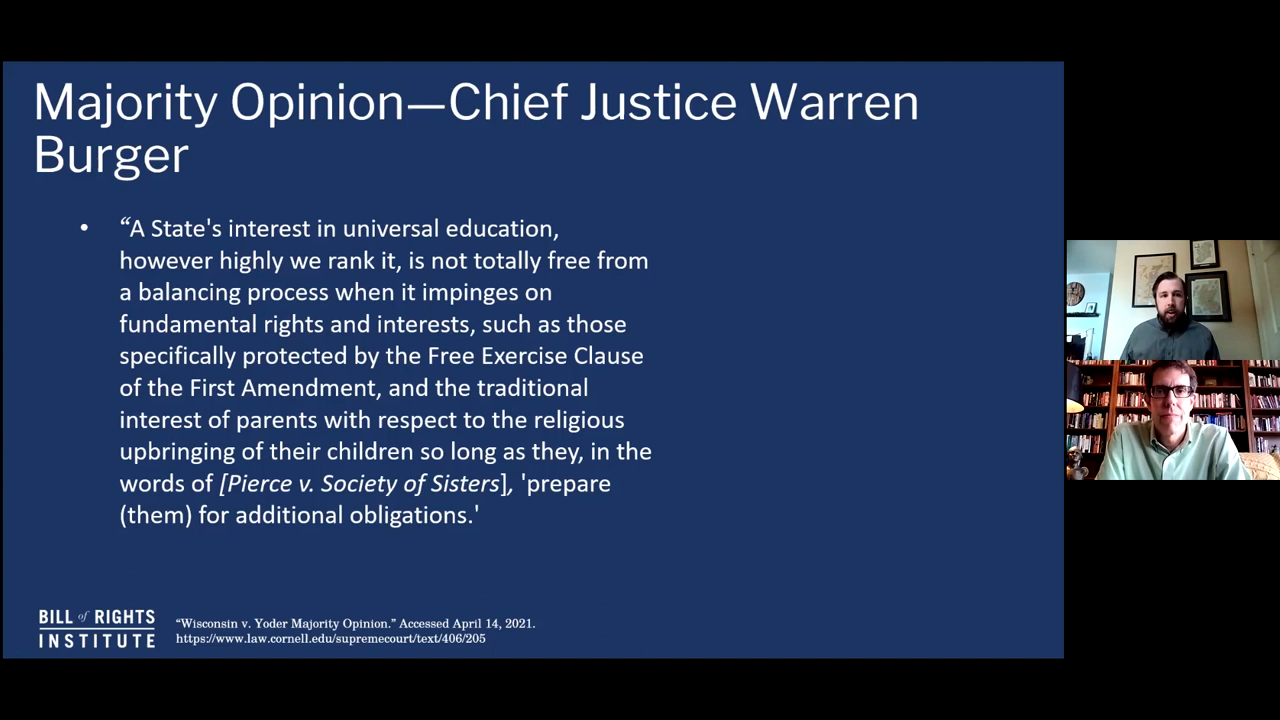 Majority Opinion—Chief Justice Warren
Burger
• “A State's interest in universal education,
however highly we rank it, is not totally free from
a balancing process when it impinges on
fundamental rights and interests, such as those
specifically protected by the Free Exercise Clause
of the First Amendment, and the traditional
interest of parents with respect to the religious
upbringing of their children so long as they, in the
words of [Pierce v. Society of Sisters], 'prepare
(them) for additional obligations.'
BILL of RIGHTS
INSTITUTE
“Wisconsin v. Yoder Majority Opinion.” Accessed April 14, 2021.
https://www.law.cornell.edu/supremecourt/text/406/205